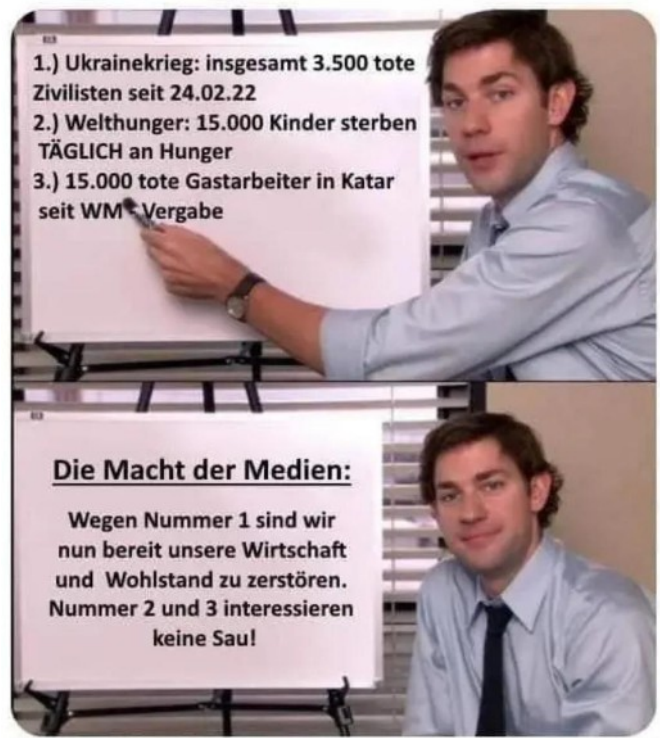 1.) Ukrainekrieg: insgesamt 3.500 tote
Zivilisten seit 24.02.22
2.) Welthunger: 15.000 Kinder sterben
TÄGLICH an Hunger
3.) 15.000 tote Gastarbeiter in Katar
seit WM - Vergabe
Die Macht der Medien:
Wegen Nummer 1 sind wir
nun bereit unsere Wirtschaft
und Wohlstand zu zerstören.
Nummer 2 und 3 interessieren
keine Sau!